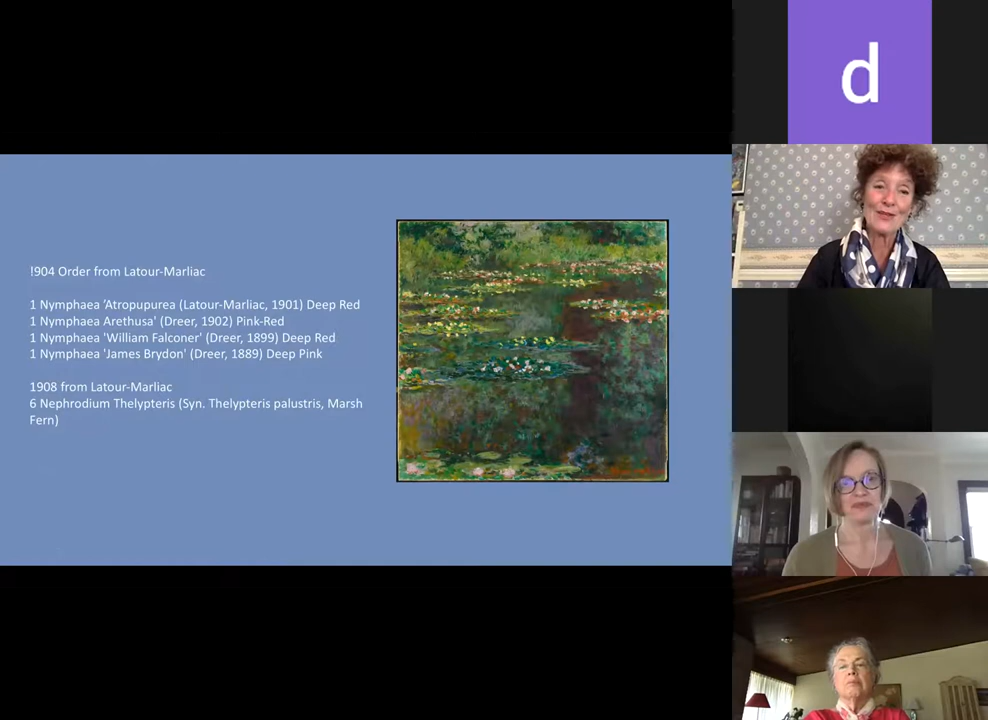 !904 Order from Latour-Marliac
1 Nymphaea 'Atropupurea (Latour-Marliac, 1901) Deep Red
1 Nymphaea Arethusa' (Dreer, 1902) Pink-Red
1 Nymphaea 'William Falconer' (Dreer, 1899) Deep Red
1 Nymphaea 'James Brydon' (Dreer, 1889) Deep Pink
1908 from Latour-Marliac
6 Nephrodium Thelypteris (Syn. Thelypteris palustris, Marsh
Fern)
d